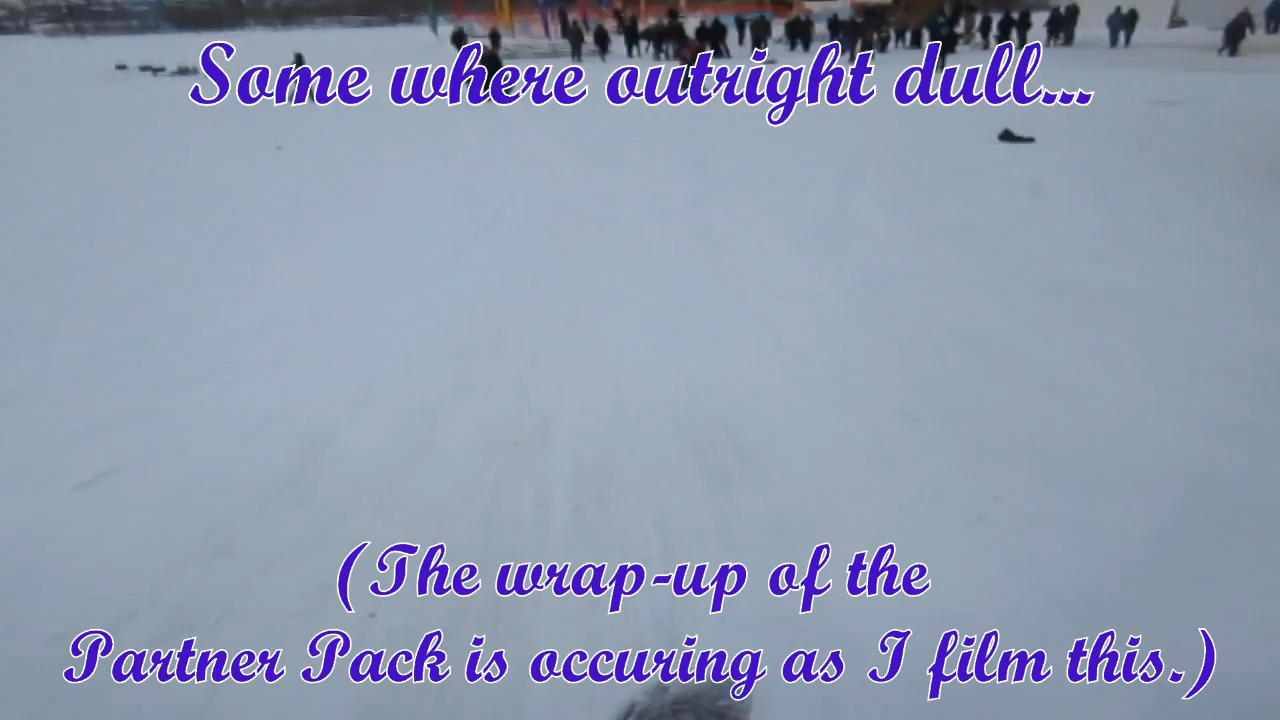 Some where outright dull...
(The wrap-up of the
Partner Pack is occuring as I film this.)